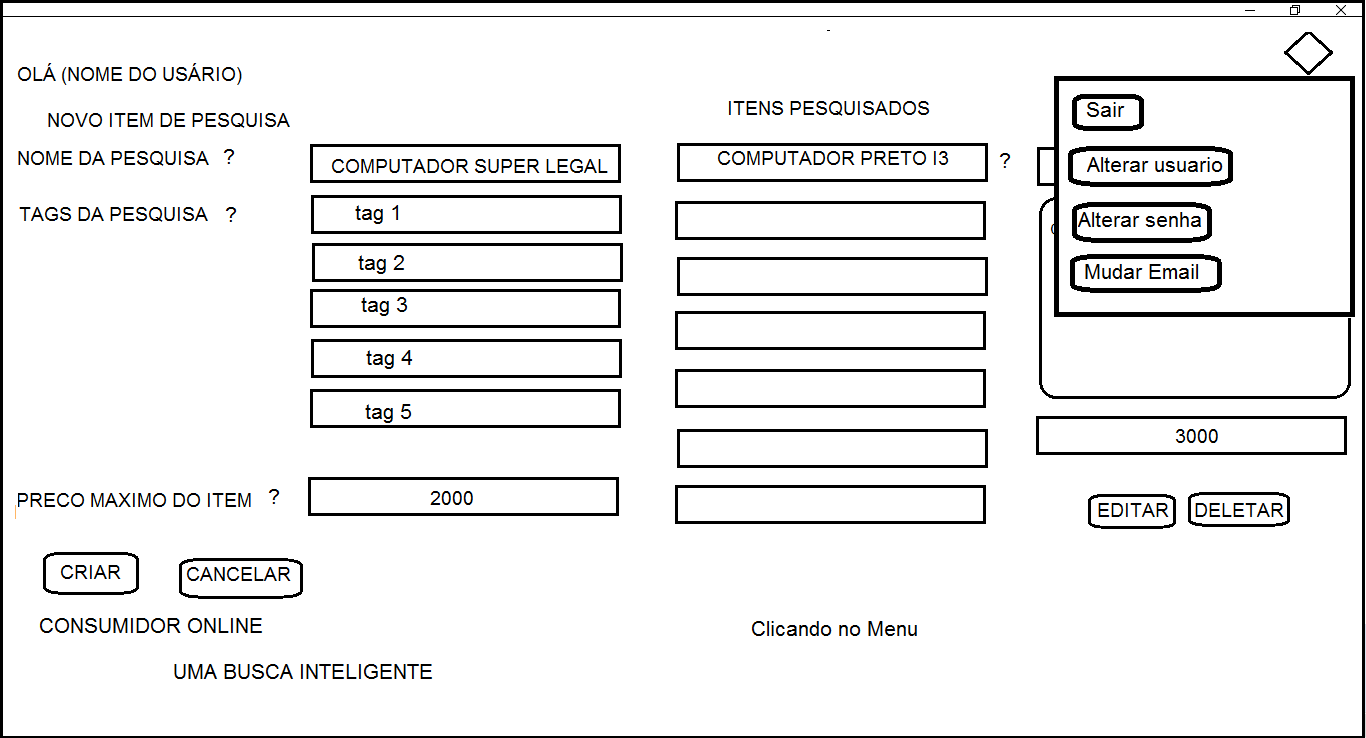 OLÁ (NOME DO USÁRIO)
NOVO ITEM DE PESQUISA
NOME DA PESQUISA ?
COMPUTADOR SUPER LEGAL
TAGS DA PESQUISA ?
tag 1
tag 2
tag 3
tag 4
tag 5
PRECO MAXIMO DO ITEM ?
2000
CRIAR
CANCELAR
CONSUMIDOR ONLINE
UMA BUSCA INTELIGENTE
ITENS PESQUISADOS
COMPUTADOR PRETO I3 ?
Sair
Alterar usuario
Alterar senha
Mudar Email
3000
EDITAR
DELETAR
Clicando no Menu